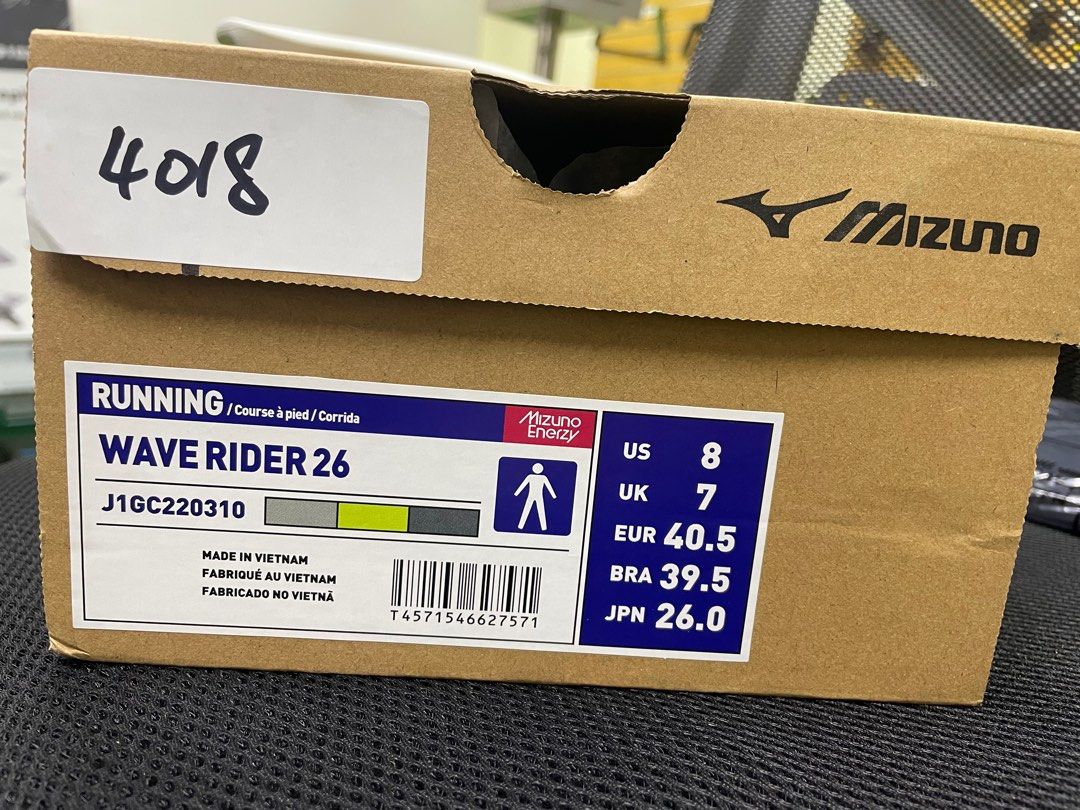 4018
MIZUNO
RUNNING / Course à pied / Corrida
Mizuno
Enerzy
WAVE RIDER 26
J1GC220310
MADE IN VIETNAM
FABRIQUÉ AU VIETNAM
FABRICADO NO VIETNÃ
T4571546627571
US 8
UK 7
EUR 40.5
BRA 39.5
JPN 26.0